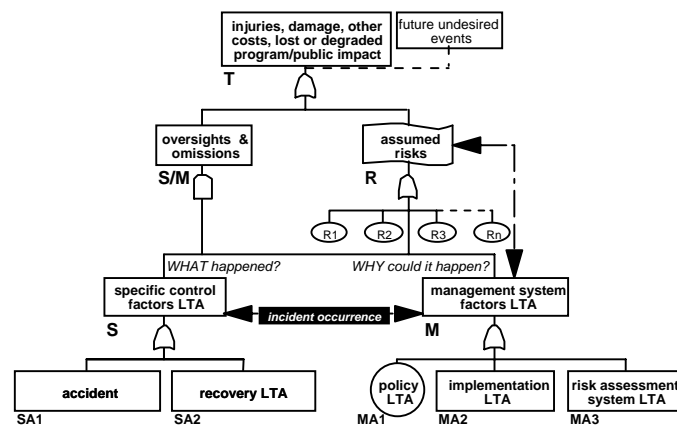 injuries, damage, other
costs, lost or degraded
program/public impact
future undesired
events
T
oversights &
omissions
assumed
risks
S/M
R
R1
R2
R3
Rn
WHAT happened?
WHY could it happen?
specific control
factors LTA
management system
factors LTA
incident occurrence
S
M
accident
recovery LTA
policy
LTA
implementation
LTA
risk assessment
system LTA
SA1
SA2
MA1
MA2
MA3